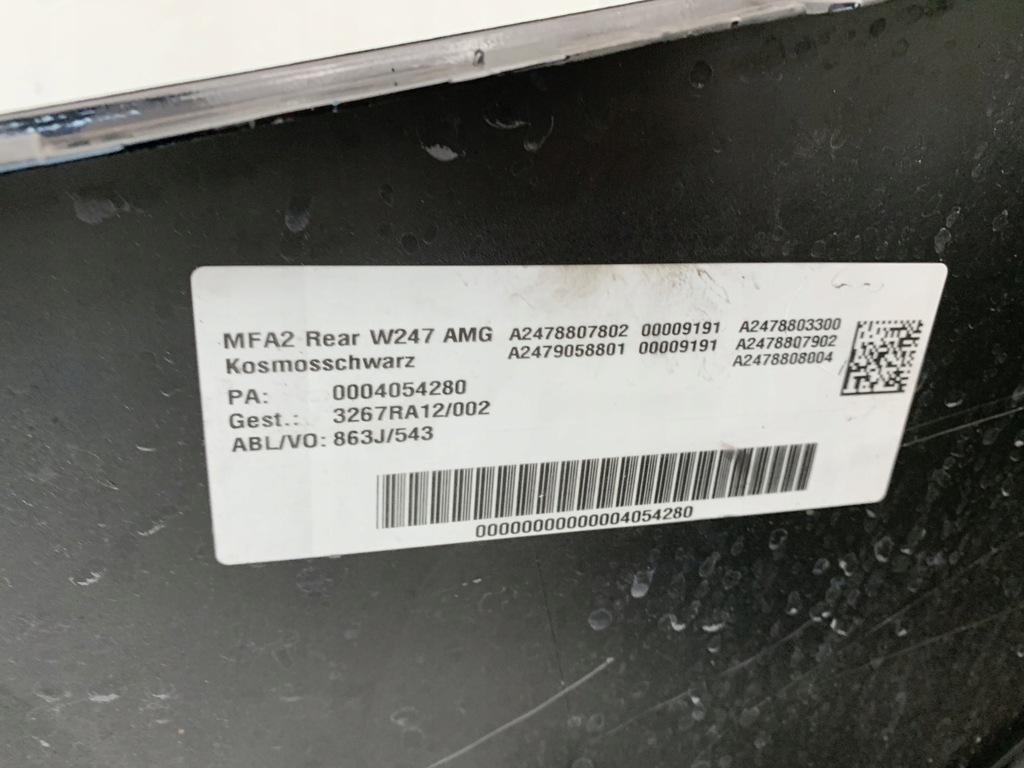 MFA2 Rear W247 AMG A2478807802 00009191 A2478803300
Kosmosschwarz A2479058801 00009191 A2478807902
A2478808004
PA: 0004054280
Gest.: 3267RA12/002
ABL/VO: 863J/543
00000000000004054280